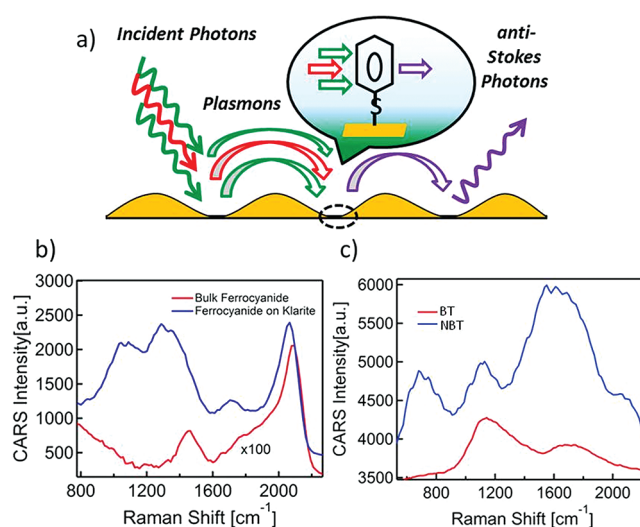 a)
Incident Photons
anti-
Stokes
Photons
Plasmons
S
b)
CARS Intensity[a.u.]
3000
2500
2000
1500
1000
500
Bulk Ferrocyanide
Ferrocyanide on Klarite
x100
800
1200
1600
2000
Raman Shift [cm⁻¹]
c)
CARS Intensity[a.u.]
6000
5500
5000
4500
4000
3500
BT
NBT
1200
1600
2000
Raman Shift [cm⁻¹]